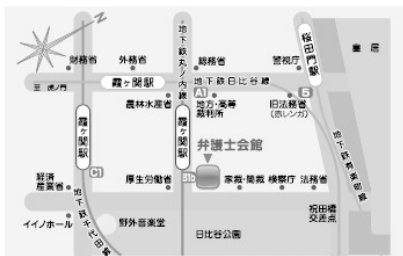 皇居
財務省
外務省
総務省
警視庁
桜田門駅
地下鉄丸ノ内線
霞ヶ関駅
地下鉄日比谷線
至 虎ノ門
農林水産省
A1
地方・高等
裁判所
5
旧法務省
(赤レンガ)
霞ヶ関駅
霞ヶ関駅
弁護士会館
地下鉄有楽町線
C1
B1b
経済
産業省
厚生労働省
家裁・簡裁
検察庁
法務省
地下鉄千代田線
イイノホール
野外音楽堂
日比谷公園
祝田橋
交差点